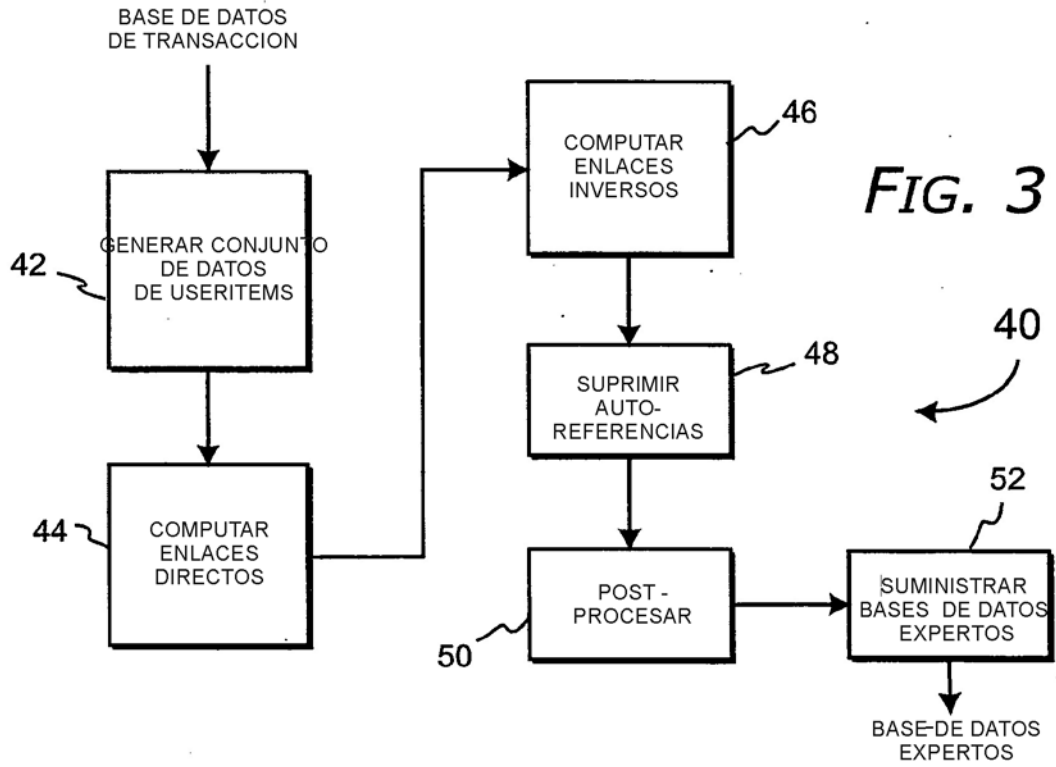 BASE DE DATOS
DE TRANSACCION
42
GENERAR CONJUNTO
DE DATOS
DE USERITEMS
44
COMPUTAR
ENLACES
DIRECTOS
46
COMPUTAR
ENLACES
INVERSOS
FIG. 3
48
SUPRIMIR
AUTO-
REFERENCIAS
40
50
POST -
PROCESAR
52
SUMINISTRAR
BASES DE DATOS
EXPERTOS
BASE-DE DATOS
EXPERTOS